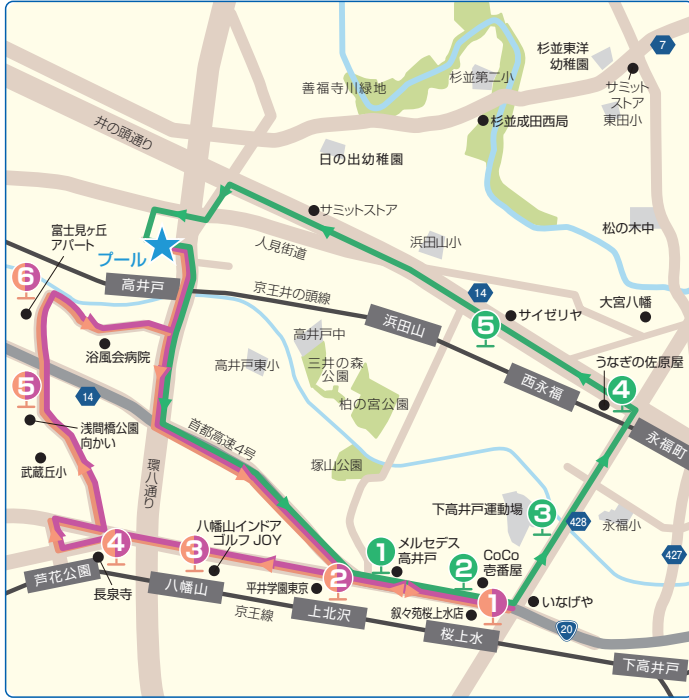 杉並東洋
幼稚園
7
善福寺川緑地
杉並第二小
サミット
ストア
東田小
井の頭通り
杉並成田西局
日の出幼稚園
サミットストア
松の木中
富士見ヶ丘
アパート
プール
人見街道
浜田山小
6
高井戸
京王井の頭線
14
大宮八幡
浜田山
5
サイゼリヤ
高井戸中
浴風会病院
高井戸東小
三井の森
公園
うなぎの佐原屋
西永福
4
5
14
柏の宮公園
浅間橋公園
向かい
首都高速4号
永福町
武蔵丘小
塚山公園
環八通り
下高井戸運動場
3
428
永福小
八幡山インドア
ゴルフ JOY
メルセデス
高井戸
1
4
3
CoCo
壱番屋
2
427
芦花公園
長泉寺
八幡山
平井学園東京
2
上北沢
叙々苑桜上水店
1
いなげや
京王線
桜上水
20
下高井戸